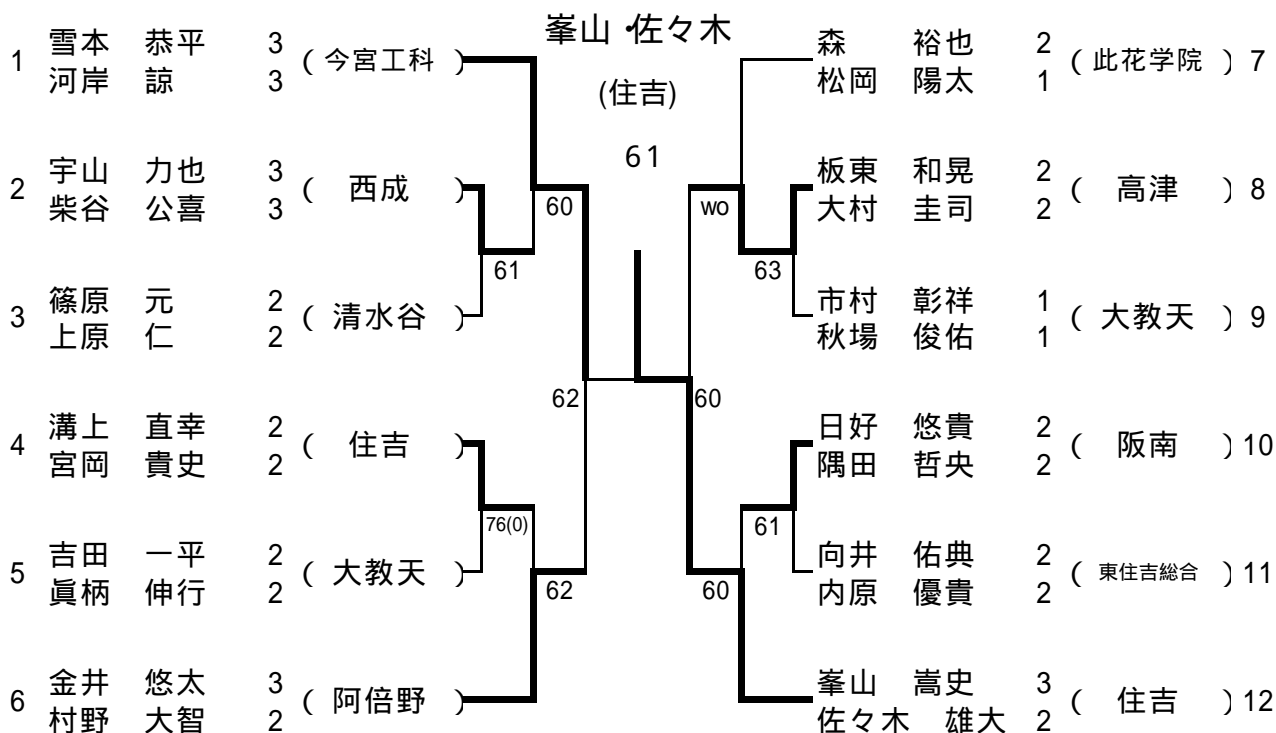 峯山・佐々木
(住吉)
61
1 雪本 恭平 3 (今宮工科)
河岸 諒 3
2 宇山 力也 3 (西成)
柴谷 公喜 3
60
61
3 篠原 元 2 (清水谷)
上原 仁 2
62
4 溝上 直幸 2 (住吉)
宮岡 貴史 2
76(0)
5 吉田 一平 2 (大教天)
眞柄 伸行 2
62
6 金井 悠太 3 (阿倍野)
村野 大智 2
森 裕也 2 (此花学院) 7
松岡 陽太 1
板東 和晃 2 (高津) 8
大村 圭司 2
wo
63
市村 彰祥 1 (大教天) 9
秋場 俊佑 1
60
日好 悠貴 2 (阪南) 10
隅田 哲央 2
61
向井 佑典 2 (東住吉総合) 11
内原 優貴 2
60
峯山 嵩史 3 (住吉) 12
佐々木 雄大 2